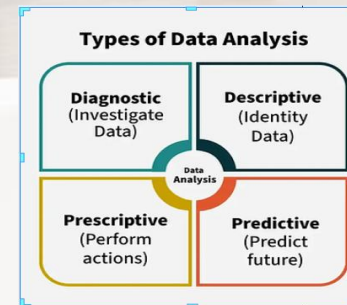 Types of Data Analysis
Diagnostic
(Investigate
Data)
Descriptive
(Identity
Data)
Data
Analysis
Prescriptive
(Perform
actions)
Predictive
(Predict
future)